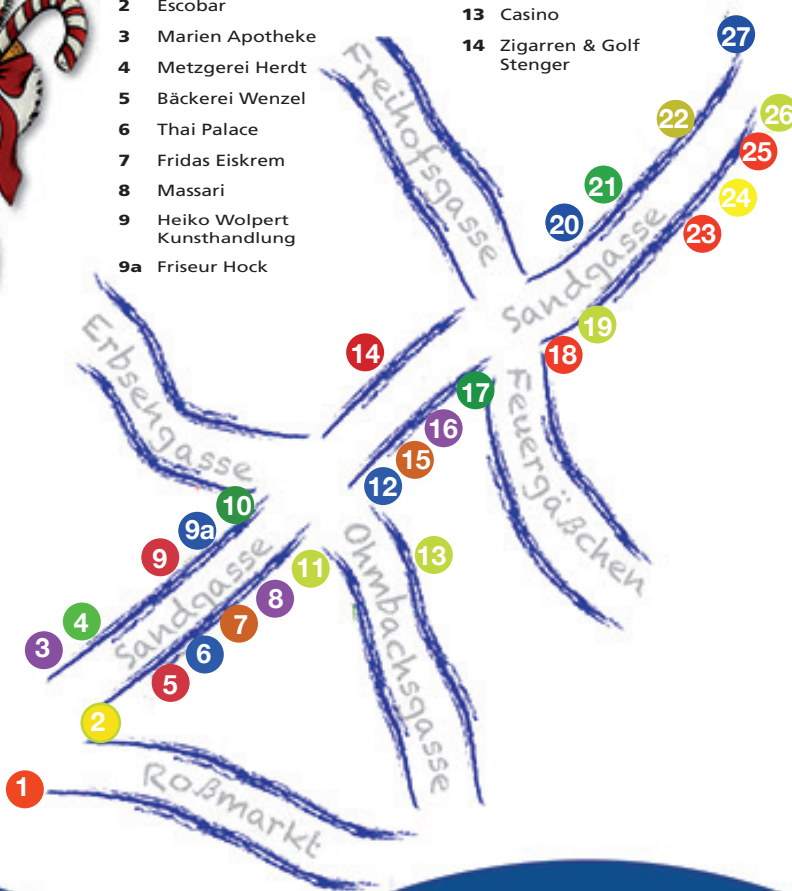 2 Escobar
3 Marien Apotheke
4 Metzgerei Herdt
5 Bäckerei Wenzel
6 Thai Palace
7 Fridas Eiskrem
8 Massari
9 Heiko Wolpert
Kunsthandlung
9a Friseur Hock
13 Casino
14 Zigarren & Golf
Stenger
27
Freihofsgasse
22
26
25
21
24
20
Sandgasse
23
19
18
14
Erbsengasse
17
Feuergäßchen
16
15
12
10
9a
9
Sandgasse
11
Ohmbachsgasse
13
8
7
6
5
4
3
2
1
Roßmarkt